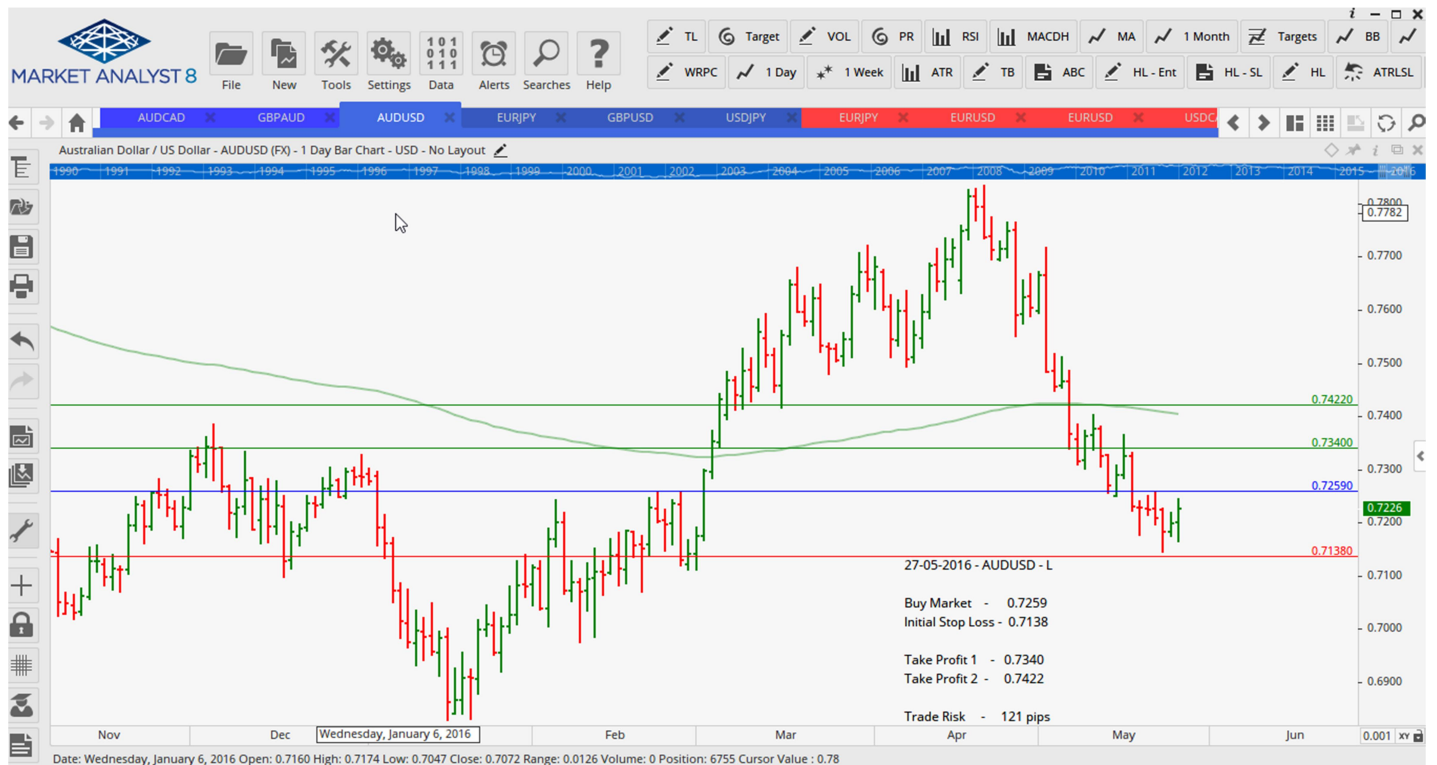 MARKET ANALYST 8
File New Tools Settings Data Alerts Searches Help
101
010
111
?
TL Target VOL PR RSI MACDH MA 1 Month Targets BB
WRPC 1 Day 1 Week ATR TB ABC HL - Ent HL - SL HL ATRLSL
AUDCAD GBPAUD AUDUSD EURJPY GBPUSD USDJPY EURJPY EURUSD EURUSD USDCA
Australian Dollar / US Dollar - AUDUSD (FX) - 1 Day Bar Chart - USD - No Layout
1990 1991 1992 1993 1994 1995 1996 1997 1998 1999 2000 2001 2002 2003 2004 2005 2006 2007 2008 2009 2010 2011 2012 2013 2014 2015 2016
0.7800
0.7782
0.7700
0.7600
0.7500
0.74220
0.7400
0.73400
0.7300
0.72590
0.7226
0.7200
0.71380
0.7100
0.7000
0.6900
27-05-2016 - AUDUSD - L
Buy Market - 0.7259
Initial Stop Loss - 0.7138
Take Profit 1 - 0.7340
Take Profit 2 - 0.7422
Trade Risk - 121 pips
Nov Dec Wednesday, January 6, 2016 Feb Mar Apr May Jun 0.001 XY
Date: Wednesday, January 6, 2016 Open: 0.7160 High: 0.7174 Low: 0.7047 Close: 0.7072 Range: 0.0126 Volume: 0 Position: 6755 Cursor Value : 0.78